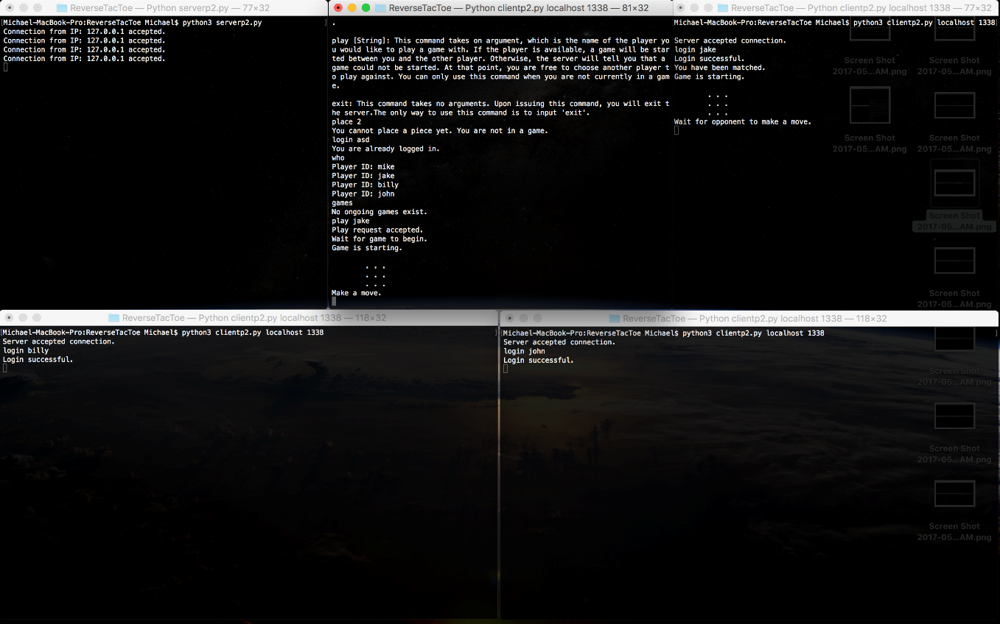 ReverseTacToe — Python serverp2.py — 77×32
[Michael-MacBook-Pro:ReverseTacToe Michael$ python3 serverp2.py ]
Connection from IP: 127.0.0.1 accepted.
Connection from IP: 127.0.0.1 accepted.
Connection from IP: 127.0.0.1 accepted.
Connection from IP: 127.0.0.1 accepted.
ReverseTacToe — Python clientp2.py localhost 1338 — 81×32
.
play [String]: This command takes on argument, which is the name of the player yo
u would like to play a game with. If the player is available, a game will be star
ted between you and the other player. Otherwise, the server will tell you that a
game could not be started. At that point, you are free to choose another player t
o play against. You can only use this command when you are not currently in a gam
e.
exit: This command takes no arguments. Upon issuing this command, you will exit t
he server.The only way to use this command is to input 'exit'.
place 2
You cannot place a piece yet. You are not in a game.
login asd
You are already logged in.
who
Player ID: mike
Player ID: jake
Player ID: billy
Player ID: john
games
No ongoing games exist.
play jake
Play request accepted.
Wait for game to begin.
Game is starting.
. . .
. . .
. . .
Make a move.
ReverseTacToe — Python clientp2.py localhost 1338 — 77×32
Michael-MacBook-Pro:ReverseTacToe Michael$ python3 clientp2.py localhost 1338]
Server accepted connection.
login jake
Login successful.
You have been matched.
Game is starting.
. . .
. . .
. . .
Wait for opponent to make a move.
Screen Shot
2017-05...AM.png
Screen Shot
2017-05...AM.png
Screen Shot
2017-05...AM.png
Screen Shot
2017-05...AM.png
Screen Shot
2017-05...AM.png
Screen Shot
2017-05...AM.png
ReverseTacToe — Python clientp2.py localhost 1338 — 118×32
[Michael-MacBook-Pro:ReverseTacToe Michael$ python3 clientp2.py localhost 1338 ]
Server accepted connection.
login billy
Login successful.
ReverseTacToe — Python clientp2.py localhost 1338 — 118×32
[Michael-MacBook-Pro:ReverseTacToe Michael$ python3 clientp2.py localhost 1338 ]
Server accepted connection.
login john
Login successful.
Screen Shot
2017-05...AM.png
Screen Shot
2017-05...AM.png
Screen Shot
2017-05...AM.png